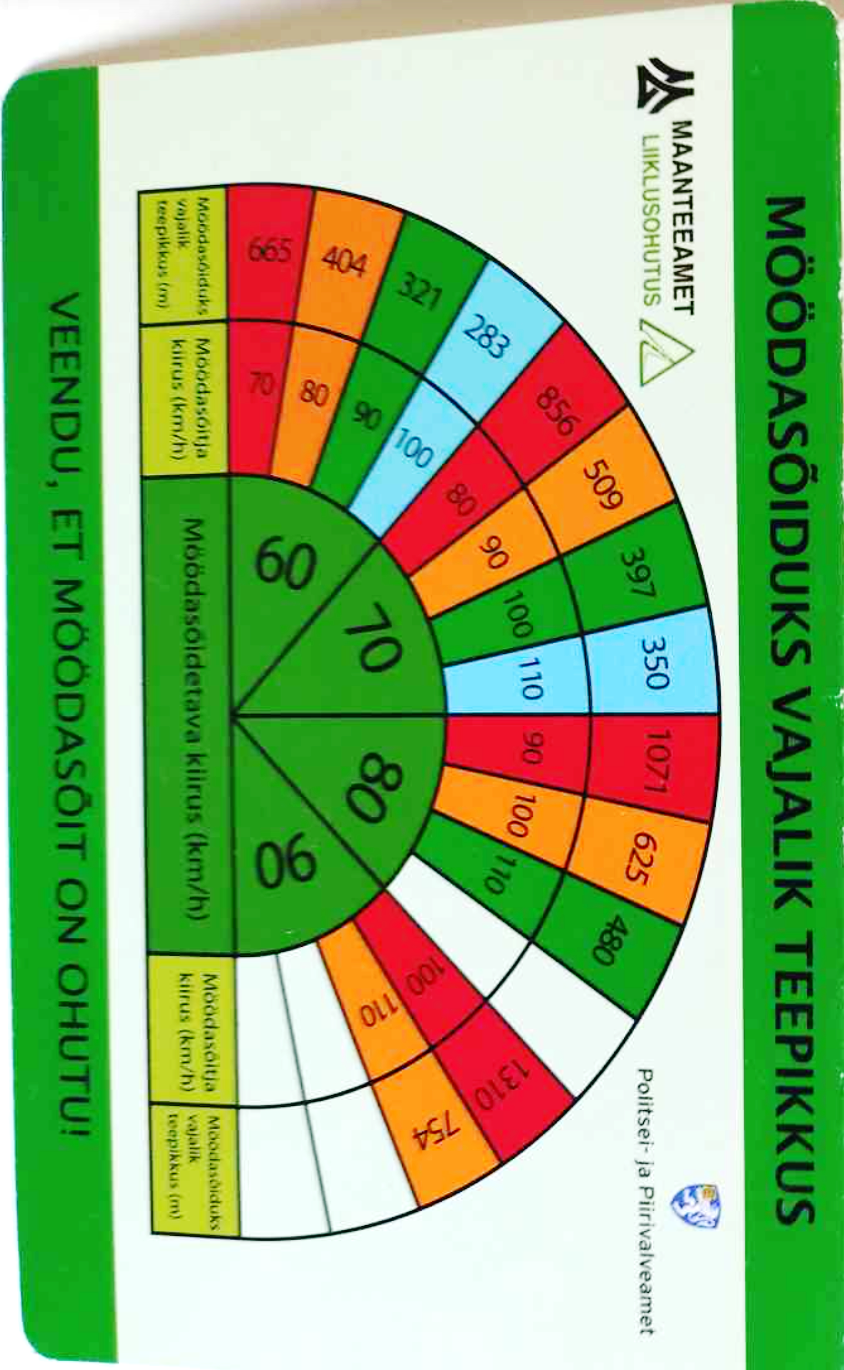 MÖÖDASÕIDUKS VAJALIK TEEPIKKUS
MAANTEEAMET
LIIKLUSOHUTUS
Politsei- ja Piirivalveamet
665
404
321
283
856
509
397
350
1071
625
480
1310
754
70
80
90
100
80
90
100
110
90
100
110
100
110
60
70
80
90
Möödasõiduks
vajalik
teepikkus (m)
Möödasõitja
kiirus (km/h)
Möödasõidetava kiirus (km/h)
Möödasõitja
kiirus (km/h)
Möödasõiduks
vajalik
teepikkus (m)
VEENDU, ET MÖÖDASÕIT ON OHUTU!